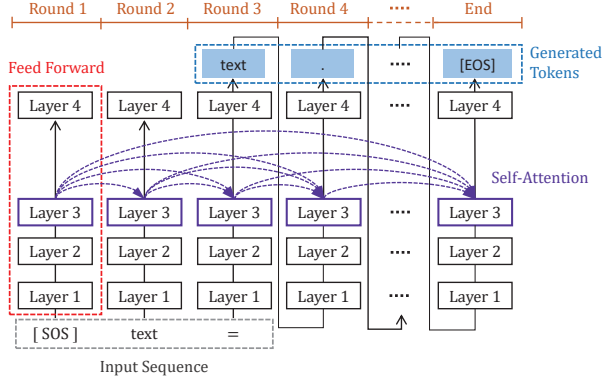 Round 1 Round 2 Round 3 Round 4 .... End
Feed Forward
text . .... [EOS]
Generated
Tokens
Layer 4 Layer 4 Layer 4 Layer 4 .... Layer 4
Self-Attention
Layer 3 Layer 3 Layer 3 Layer 3 .... Layer 3
Layer 2 Layer 2 Layer 2 Layer 2 .... Layer 2
Layer 1 Layer 1 Layer 1 Layer 1 .... Layer 1
[ SOS ] text =
Input Sequence